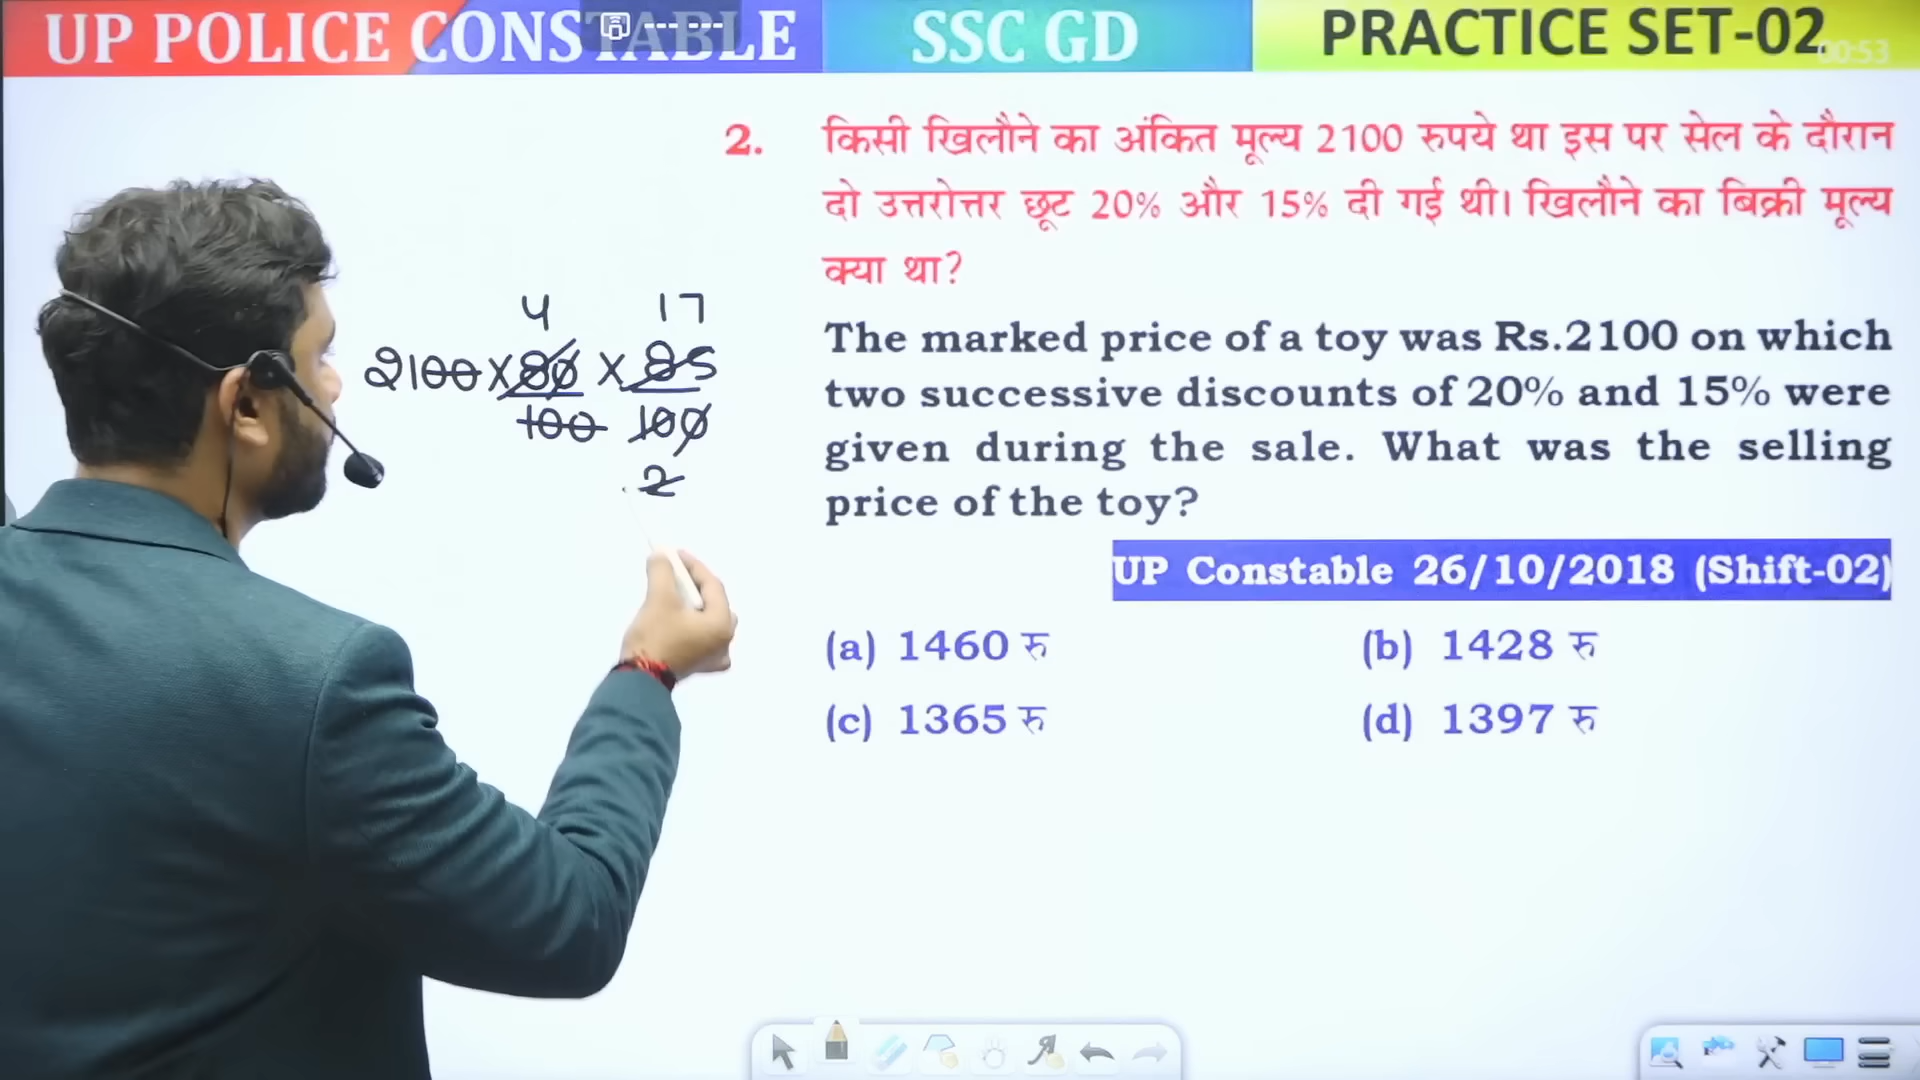 UP POLICE CONSTABLE
SSC GD
PRACTICE SET-02
00:53
2. किसी खिलौने का अंकित मूल्य 2100 रुपये था इस पर सेल के दौरान
दो उत्तरोत्तर छूट 20% और 15% दी गई थी। खिलौने का बिक्री मूल्य
क्या था?
The marked price of a toy was Rs.2100 on which
two successive discounts of 20% and 15% were
given during the sale. What was the selling
price of the toy?
UP Constable 26/10/2018 (Shift-02)
(a) 1460 रु (b) 1428 रु
(c) 1365 रु (d) 1397 रु
4 17
2100 × 80 × 85
100 100
2